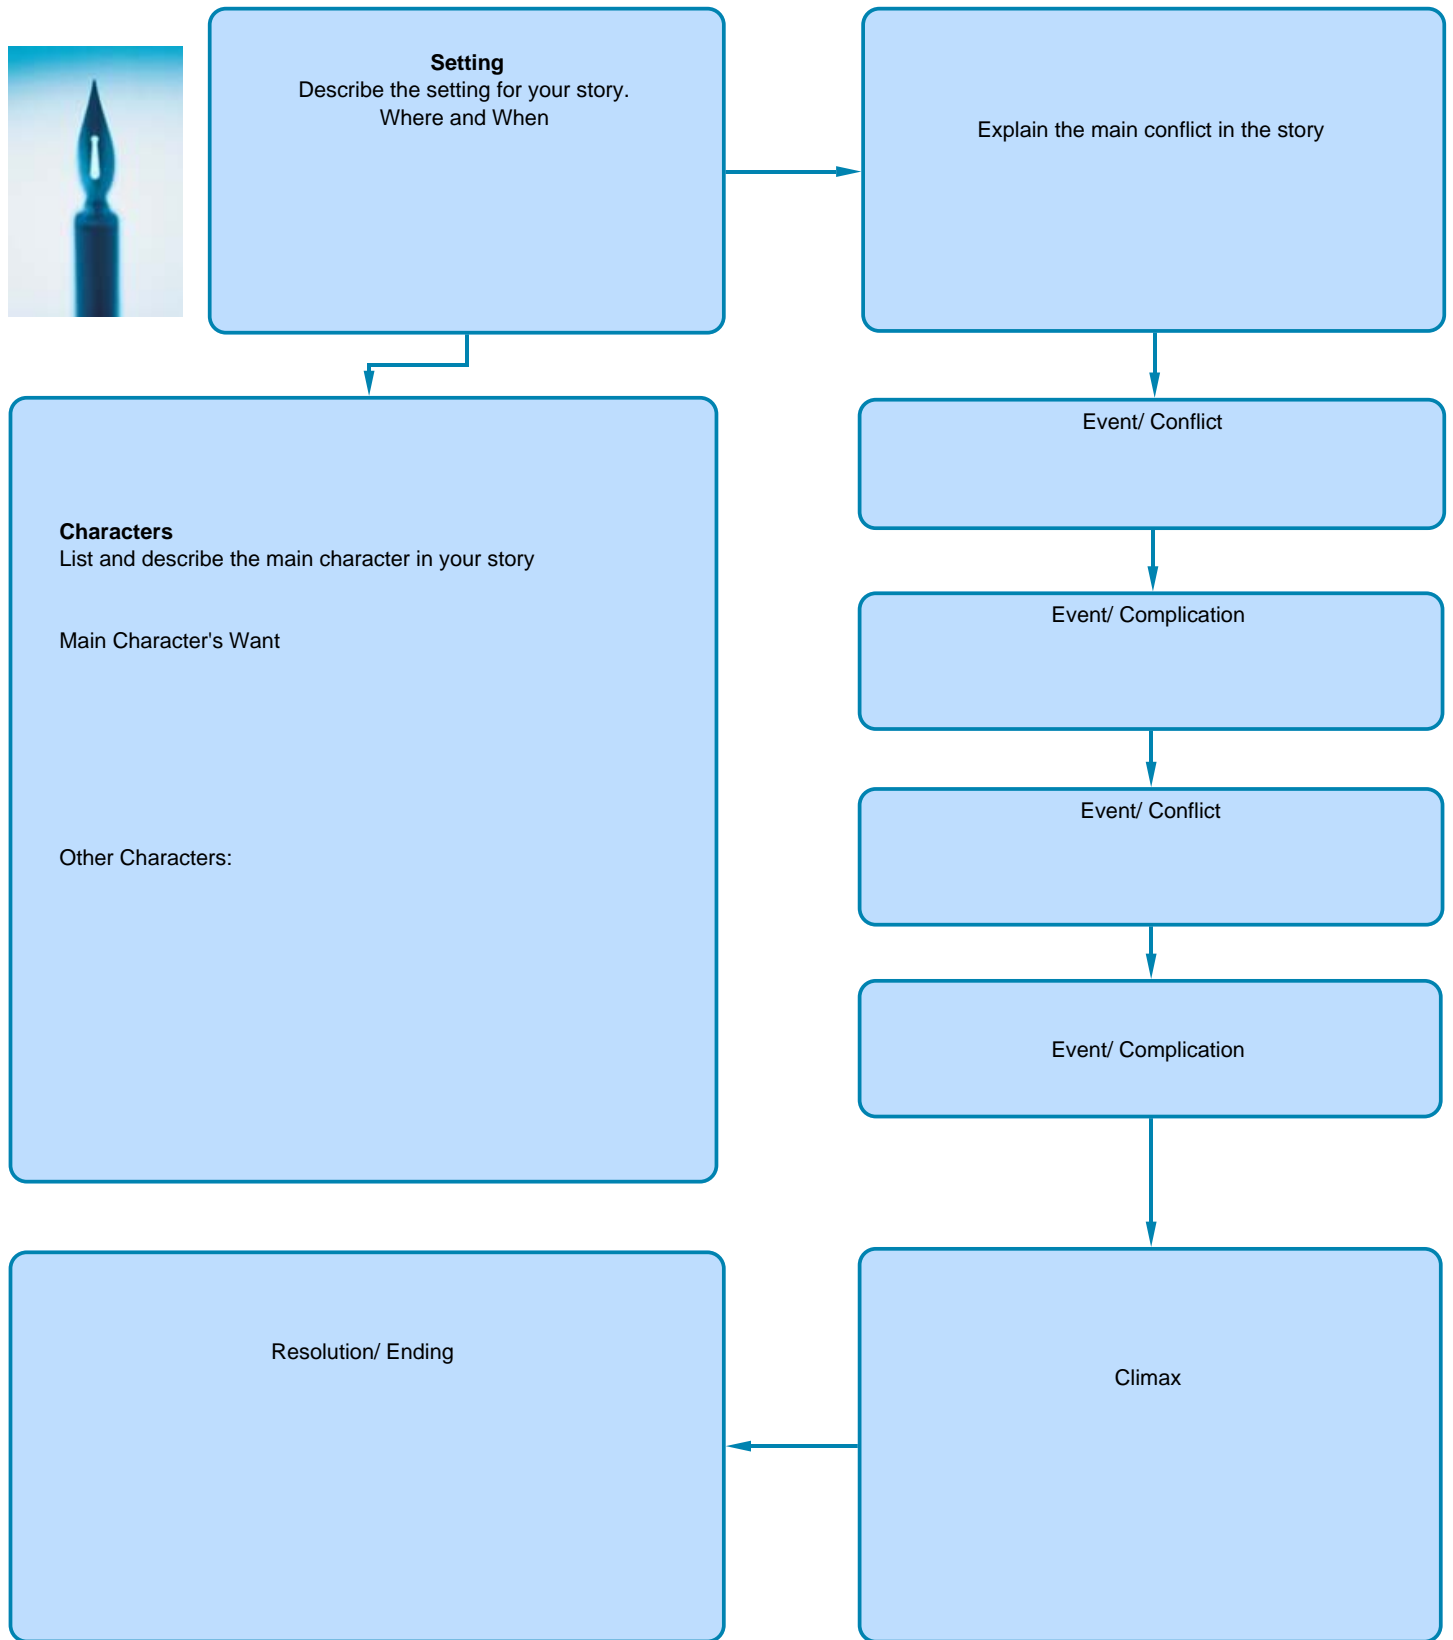 Setting
Describe the setting for your story.
Where and When
Explain the main conflict in the story
Characters
List and describe the main character in your story
Main Character's Want
Other Characters:
Event/ Conflict
Event/ Complication
Event/ Conflict
Event/ Complication
Climax
Resolution/ Ending